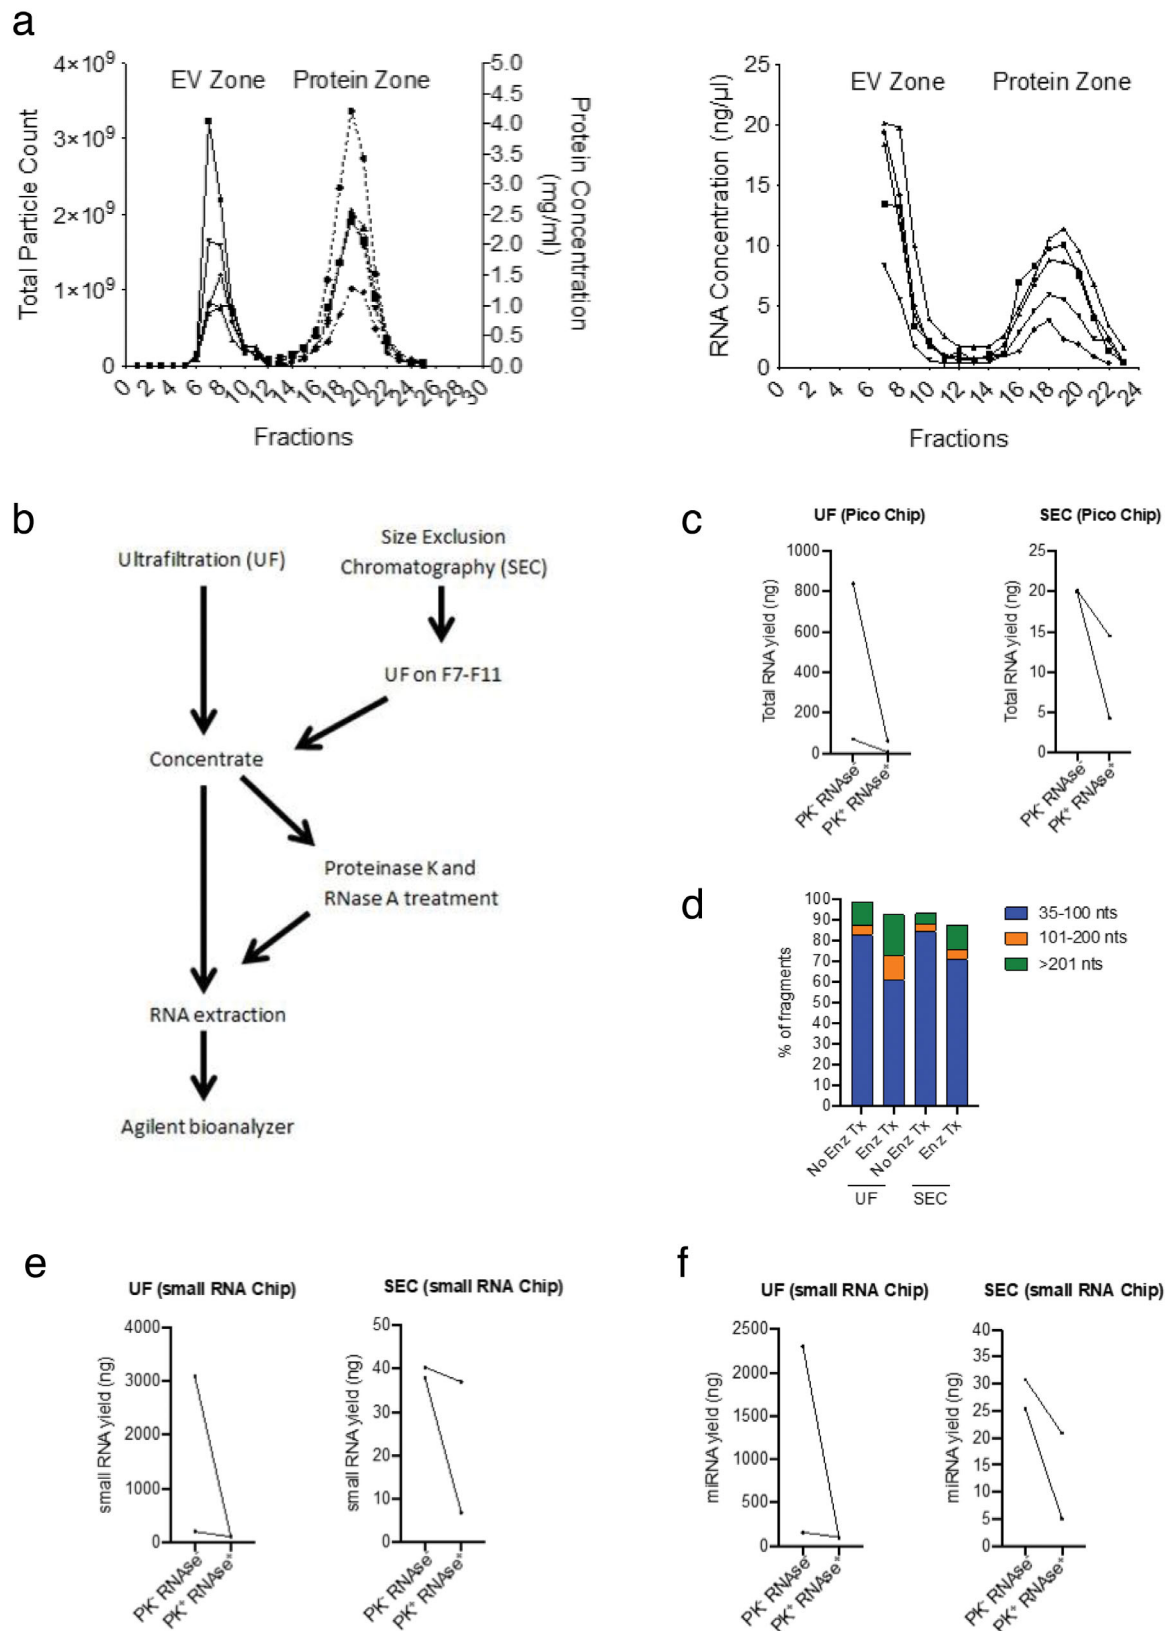 a
EV Zone
Protein Zone
Total Particle Count
4×10⁹
3×10⁹
2×10⁹
1×10⁹
0
5.0
4.5
4.0
3.5
3.0
2.5
2.0
1.5
1.0
0.5
0.0
Protein Concentration
(mg/ml)
0 2 4 6 8 10 12 14 16 18 20 22 24 26 28 30
Fractions
EV Zone
Protein Zone
RNA Concentration (ng/µl)
25
20
15
10
5
0
0 2 4 6 8 10 12 14 16 18 20 22 24
Fractions
b
Ultrafiltration (UF)
Size Exclusion
Chromatography (SEC)
UF on F7-F11
Concentrate
Proteinase K and
RNase A treatment
RNA extraction
Agilent bioanalyzer
c
UF (Pico Chip)
Total RNA yield (ng)
1000
800
600
400
200
0
PK⁻ RNAse⁻
PK⁺ RNAse⁺
SEC (Pico Chip)
Total RNA yield (ng)
25
20
15
10
5
0
PK⁻ RNAse⁻
PK⁺ RNAse⁺
d
% of fragments
100
90
80
70
60
50
40
30
20
10
0
35-100 nts
101-200 nts
>201 nts
No Enz Tx
Enz Tx
No Enz Tx
Enz Tx
UF
SEC
e
UF (small RNA Chip)
small RNA yield (ng)
4000
3000
2000
1000
0
PK⁻ RNAse⁻
PK⁺ RNAse⁺
SEC (small RNA Chip)
small RNA yield (ng)
50
40
30
20
10
0
PK⁻ RNAse⁻
PK⁺ RNAse⁺
f
UF (small RNA Chip)
miRNA yield (ng)
2500
2000
1500
1000
500
0
PK⁻ RNAse⁻
PK⁺ RNAse⁺
SEC (small RNA Chip)
miRNA yield (ng)
40
35
30
25
20
15
10
5
0
PK⁻ RNAse⁻
PK⁺ RNAse⁺